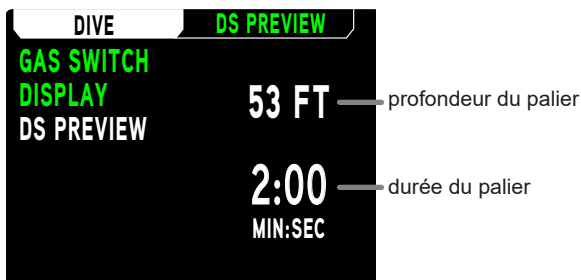 DIVE
DS PREVIEW
GAS SWITCH
DISPLAY
DS PREVIEW
53 FT
profondeur du palier
2:00
MIN:SEC
durée du palier